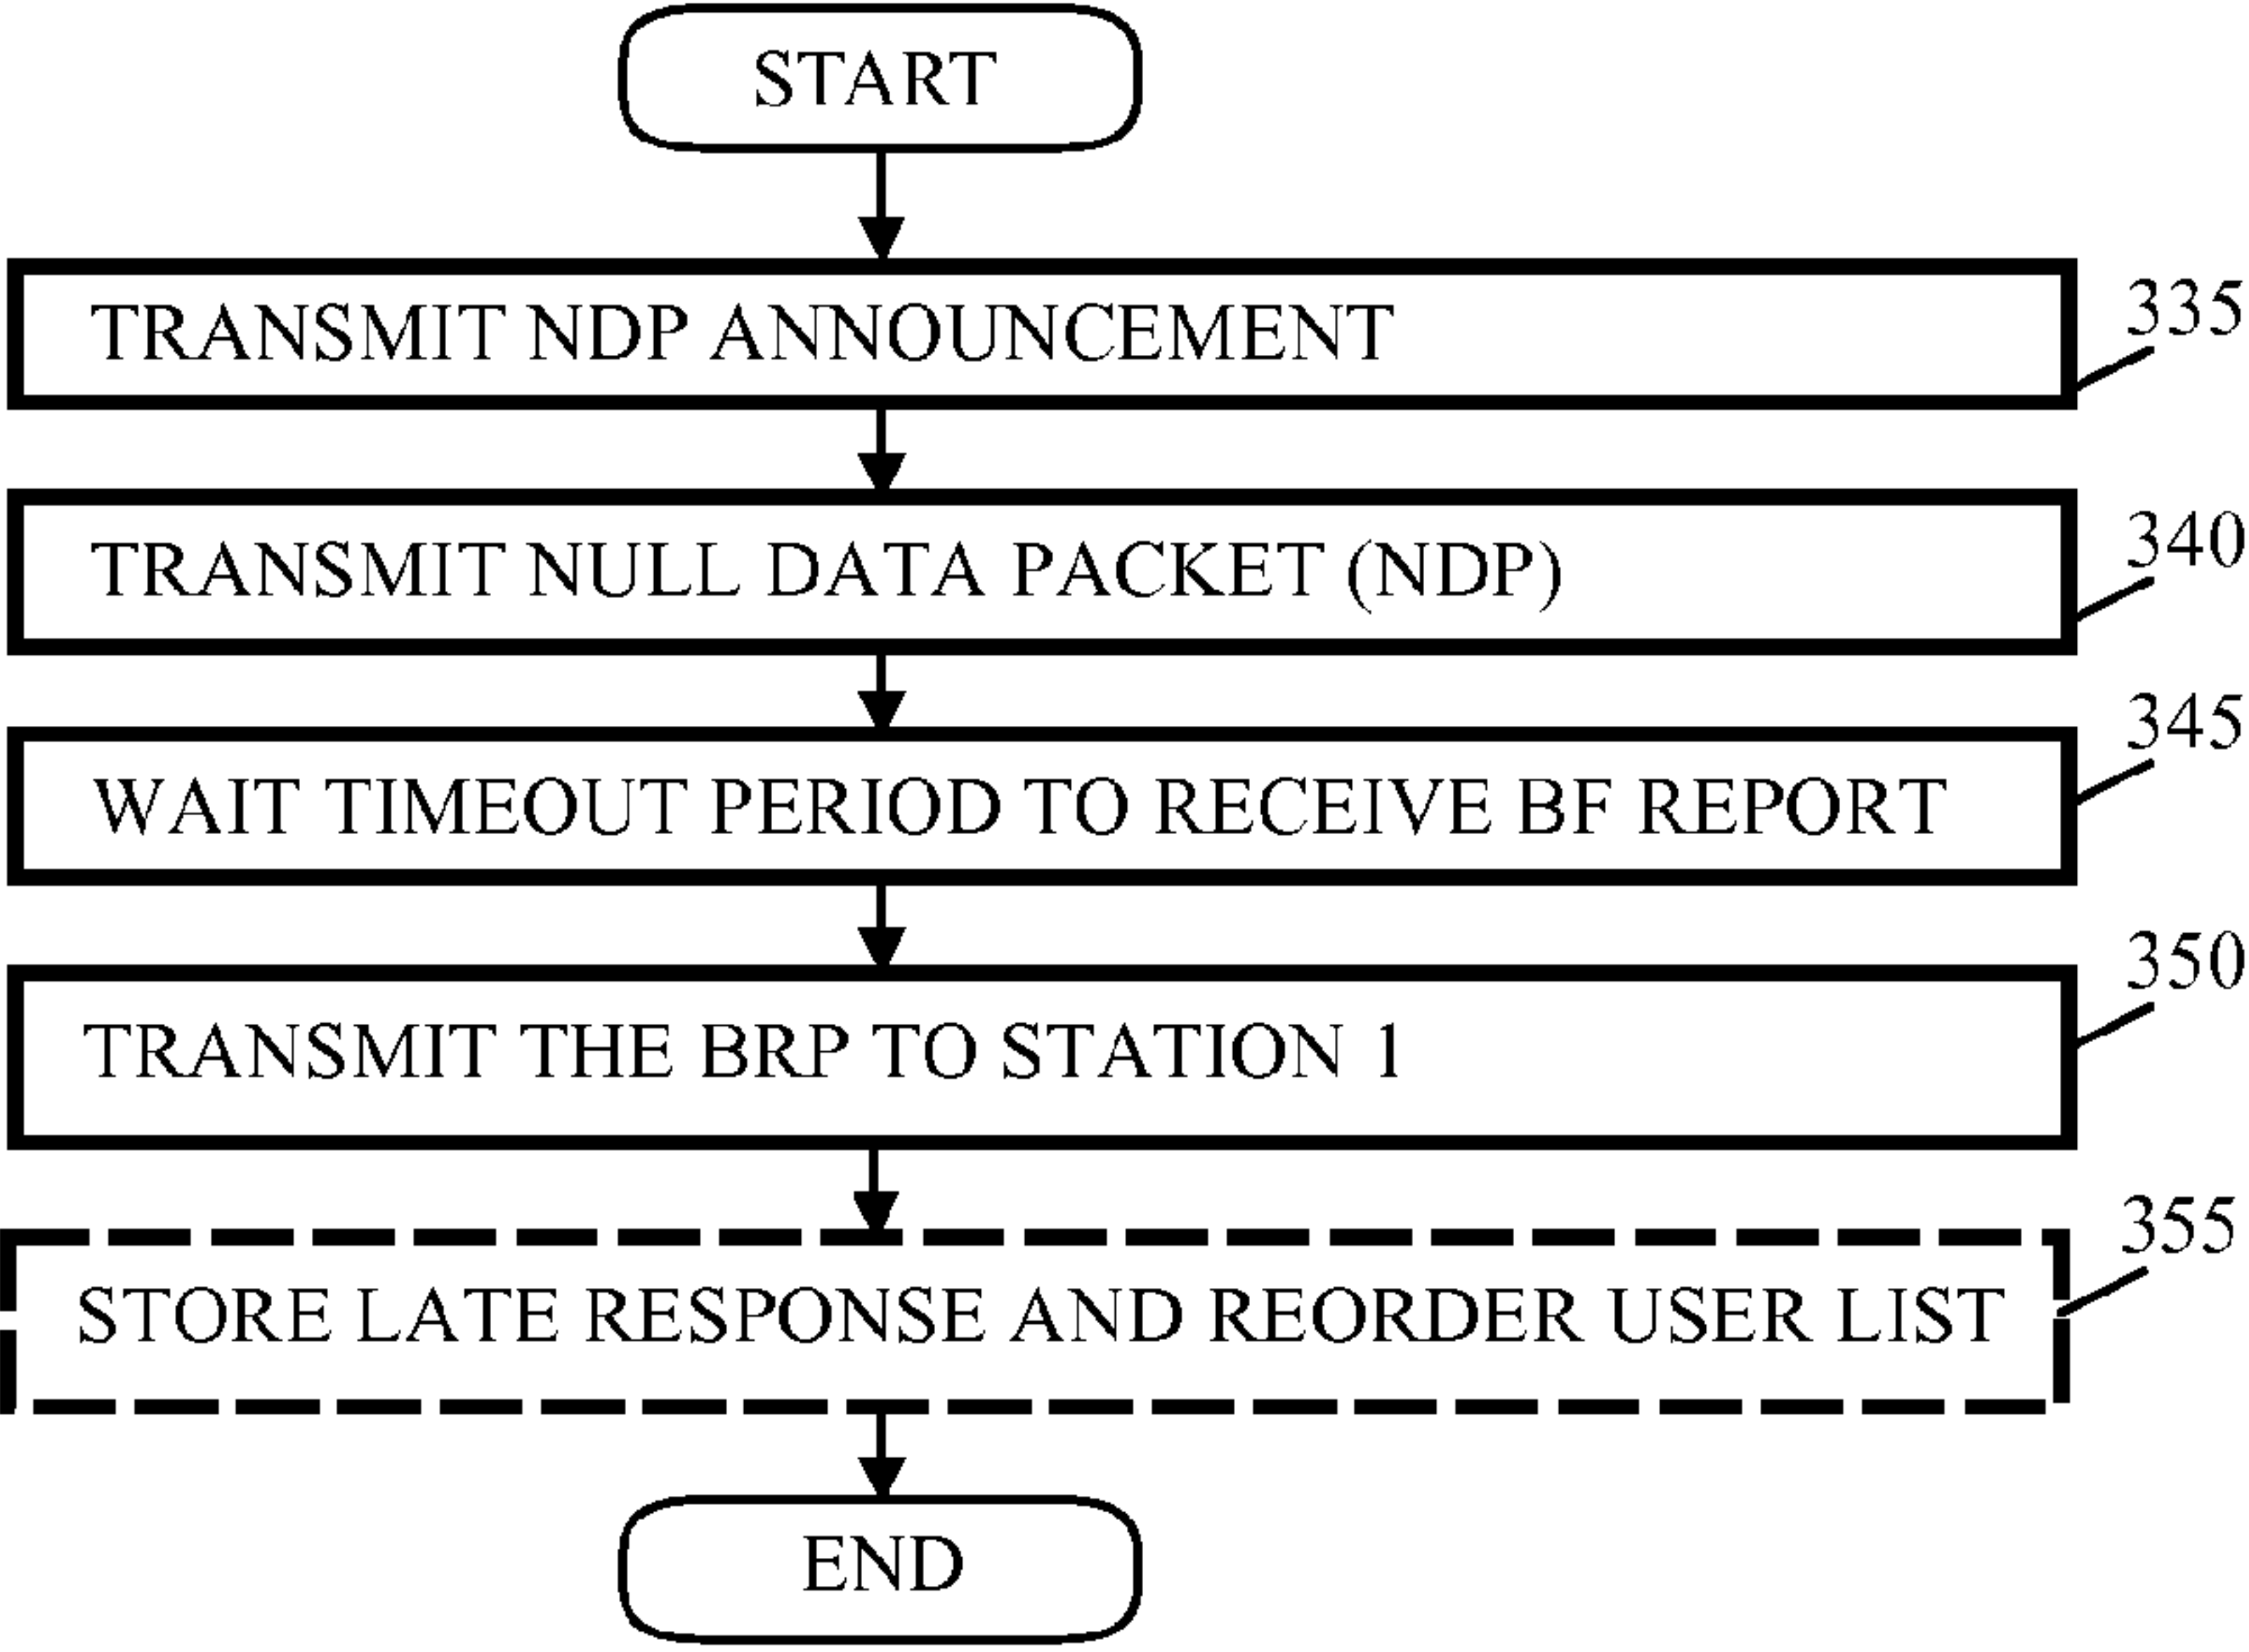 START
TRANSMIT NDP ANNOUNCEMENT
335
TRANSMIT NULL DATA PACKET (NDP)
340
WAIT TIMEOUT PERIOD TO RECEIVE BF REPORT
345
TRANSMIT THE BRP TO STATION 1
350
STORE LATE RESPONSE AND REORDER USER LIST
355
END